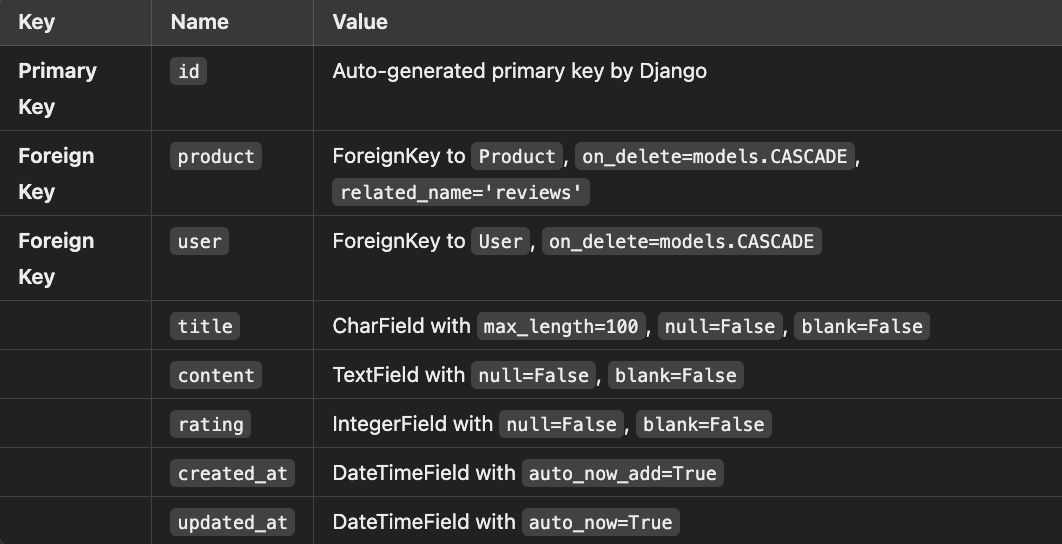 Key Name Value
Primary Key id Auto-generated primary key by Django
Foreign Key product ForeignKey to Product, on_delete=models.CASCADE,
related_name='reviews'
Foreign Key user ForeignKey to User, on_delete=models.CASCADE
title CharField with max_length=100, null=False, blank=False
content TextField with null=False, blank=False
rating IntegerField with null=False, blank=False
created_at DateTimeField with auto_now_add=True
updated_at DateTimeField with auto_now=True